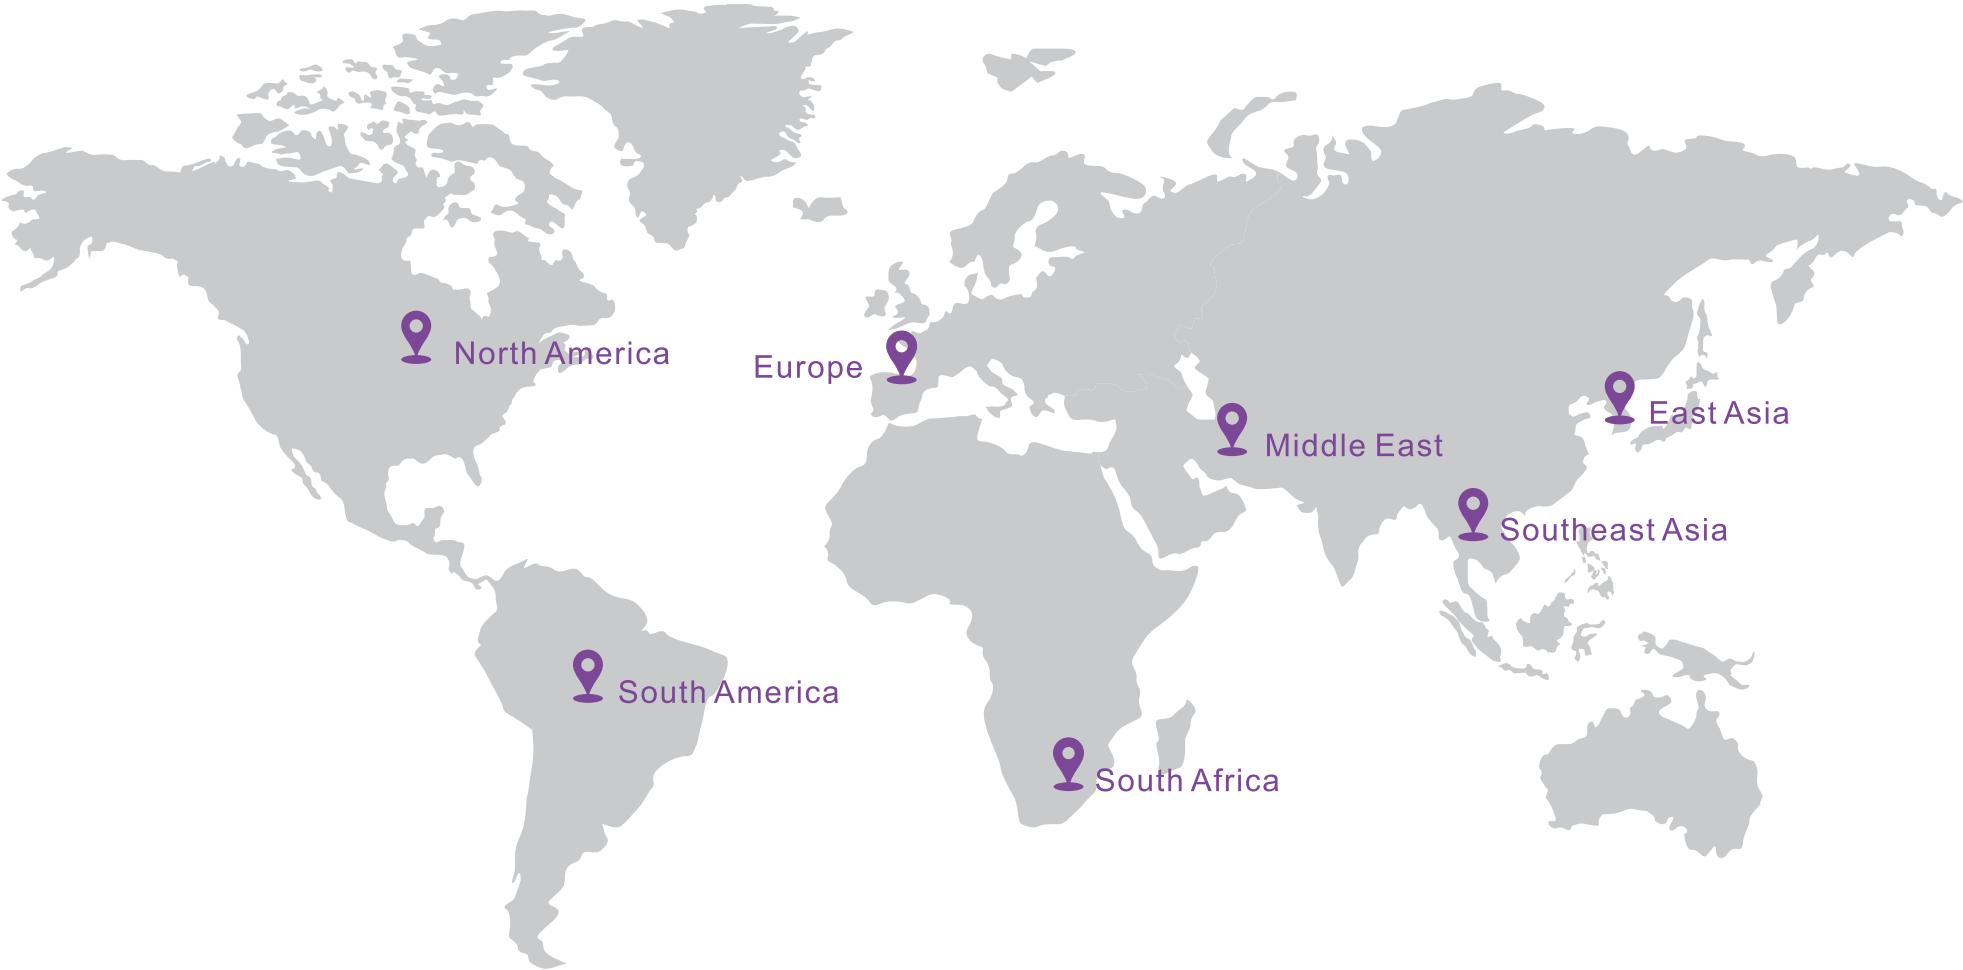 North America
Europe
East Asia
Middle East
Southeast Asia
South America
South Africa